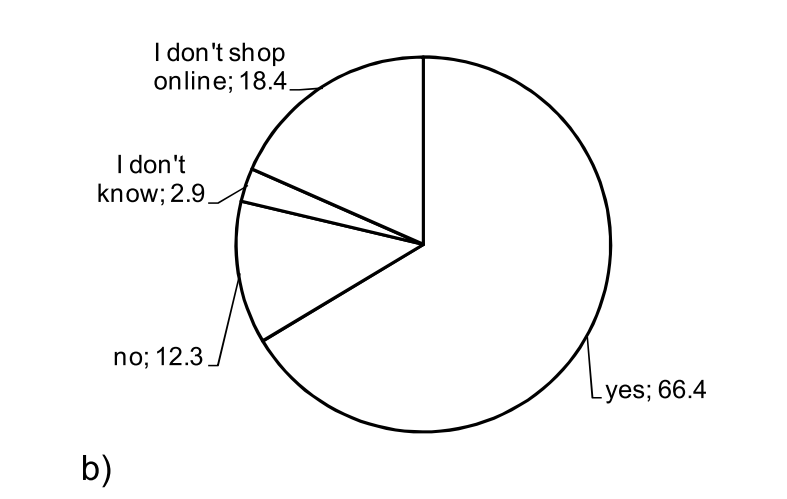 I don't shop
online; 18.4
I don't
know; 2.9
no; 12.3
yes; 66.4
b)